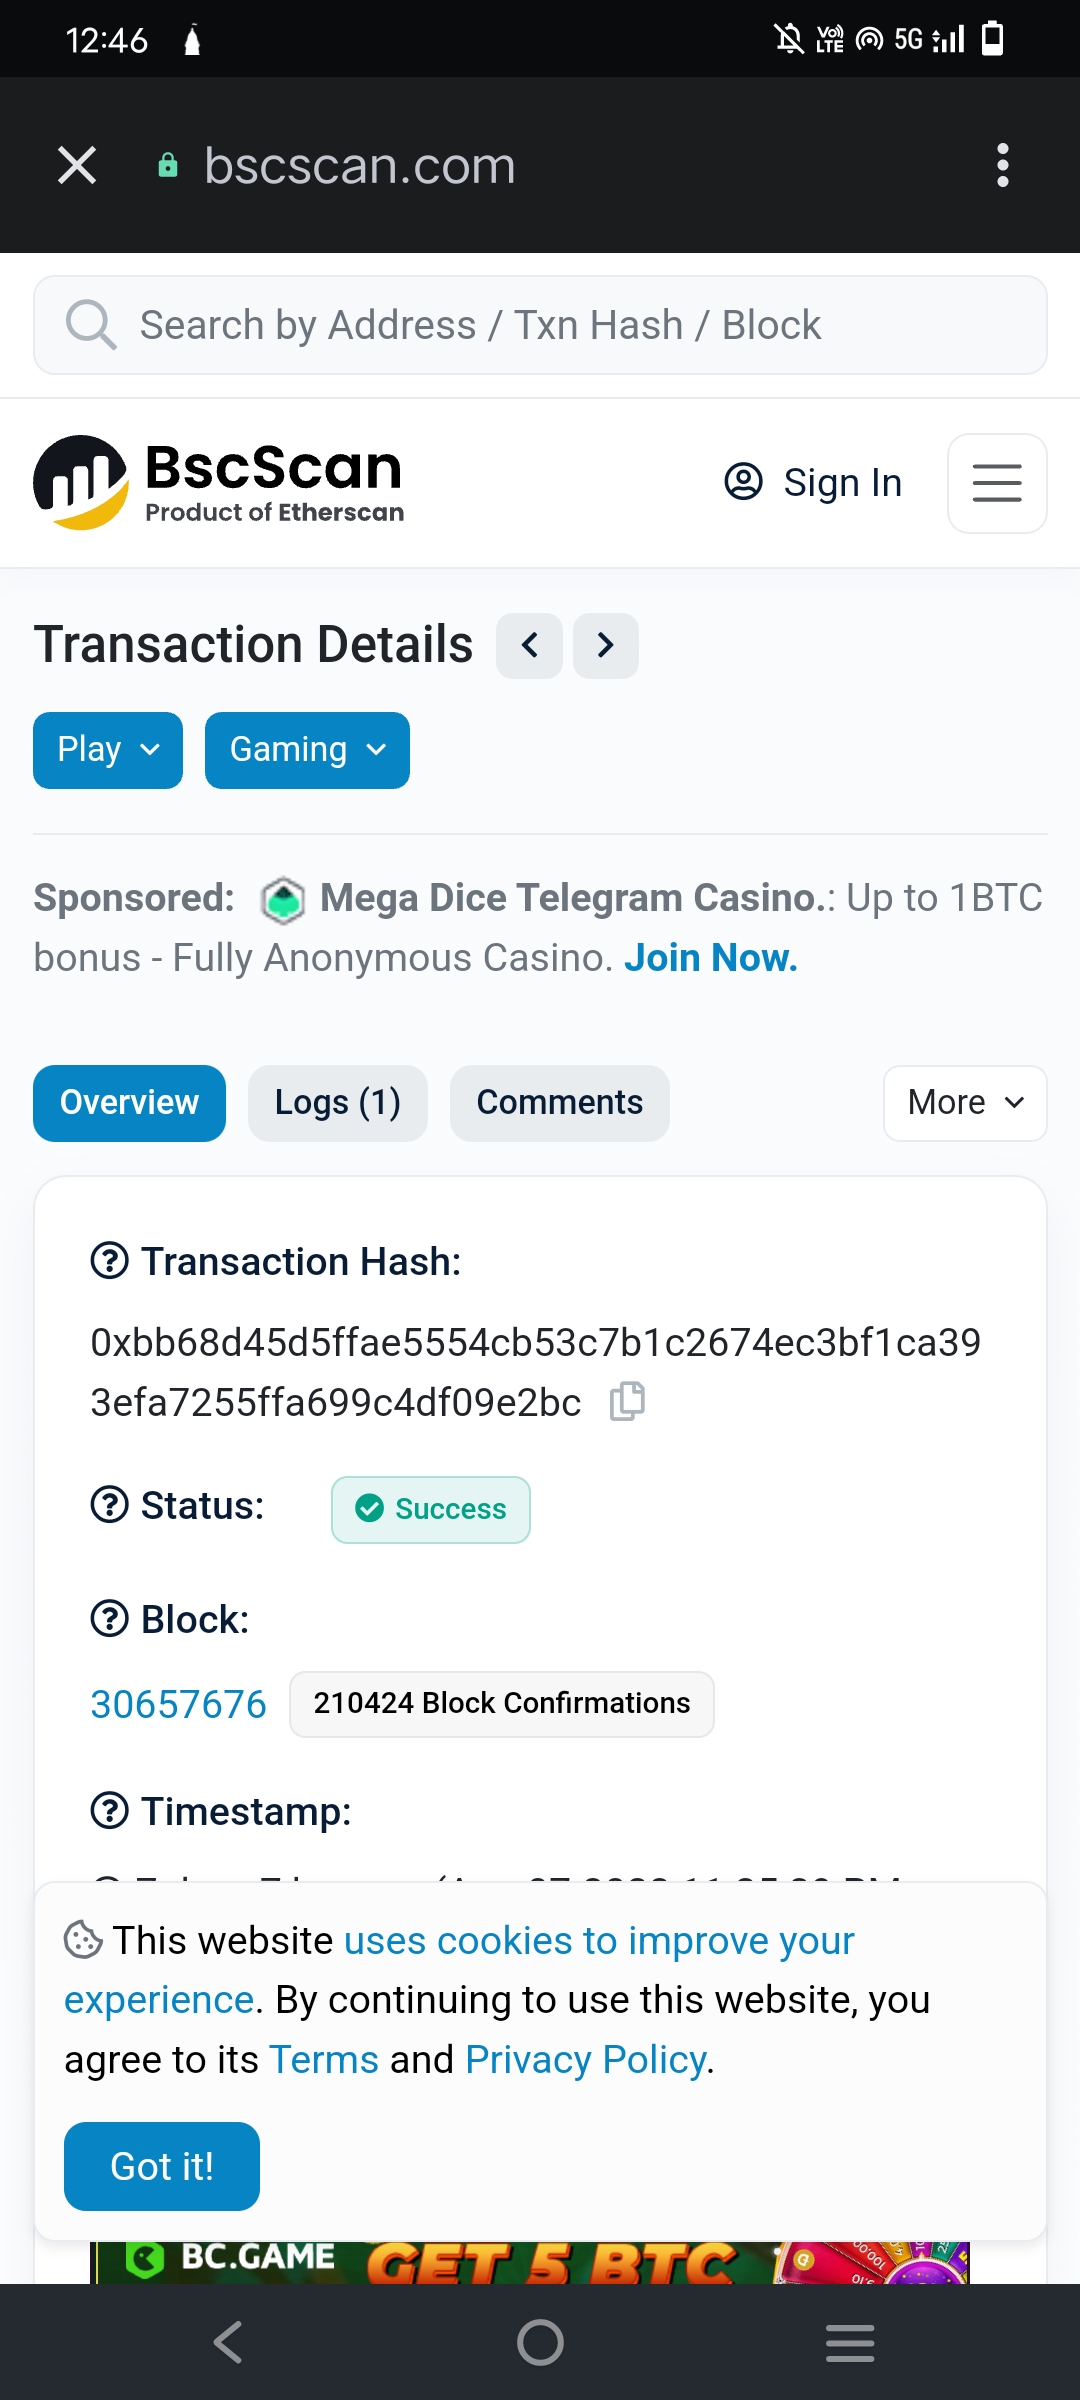 12:46
Vo))
LTE
5G
bscscan.com
Search by Address / Txn Hash / Block
BscScan
Product of Etherscan
Sign In
Transaction Details
Play
Gaming
Sponsored: Mega Dice Telegram Casino.: Up to 1BTC
bonus - Fully Anonymous Casino. Join Now.
Overview
Logs (1)
Comments
More
Transaction Hash:
0xbb68d45d5ffae5554cb53c7b1c2674ec3bf1ca39
3efa7255ffa699c4df09e2bc
Status:
Success
Block:
30657676
210424 Block Confirmations
Timestamp:
This website uses cookies to improve your
experience. By continuing to use this website, you
agree to its Terms and Privacy Policy.
Got it!
BC.GAME
GET 5 BTC